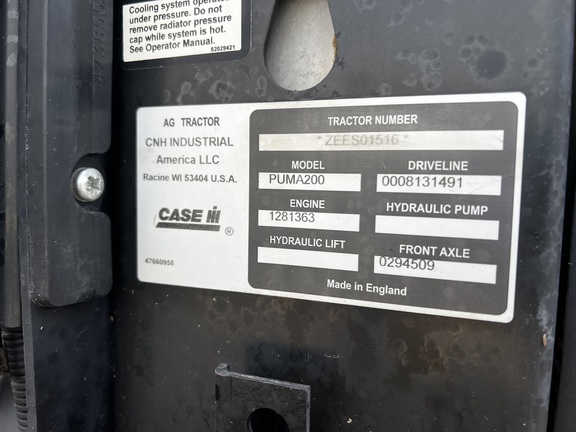 Cooling system operates
under pressure. Do not
remove radiator pressure
cap while system is hot.
See Operator Manual.
82029421
AG TRACTOR
CNH INDUSTRIAL
America LLC
Racine WI 53404 U.S.A.
CASE IH
®
47660956
TRACTOR NUMBER
*ZEES01516*
MODEL
PUMA200
DRIVELINE
0008131491
ENGINE
1281363
HYDRAULIC PUMP
HYDRAULIC LIFT
FRONT AXLE
0294509
Made in England